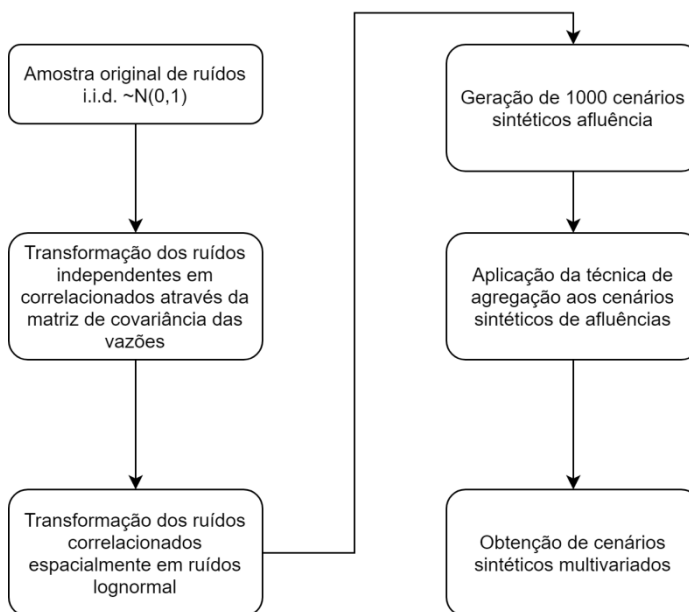 Amostra original de ruídos
i.i.d. ~N(0,1)
Transformação dos ruídos
independentes em
correlacionados através da
matriz de covariância das
vazões
Transformação dos ruídos
correlacionados
espacialmente em ruídos
lognormal
Geração de 1000 cenários
sintéticos afluência
Aplicação da técnica de
agregação aos cenários
sintéticos de afluências
Obtenção de cenários
sintéticos multivariados